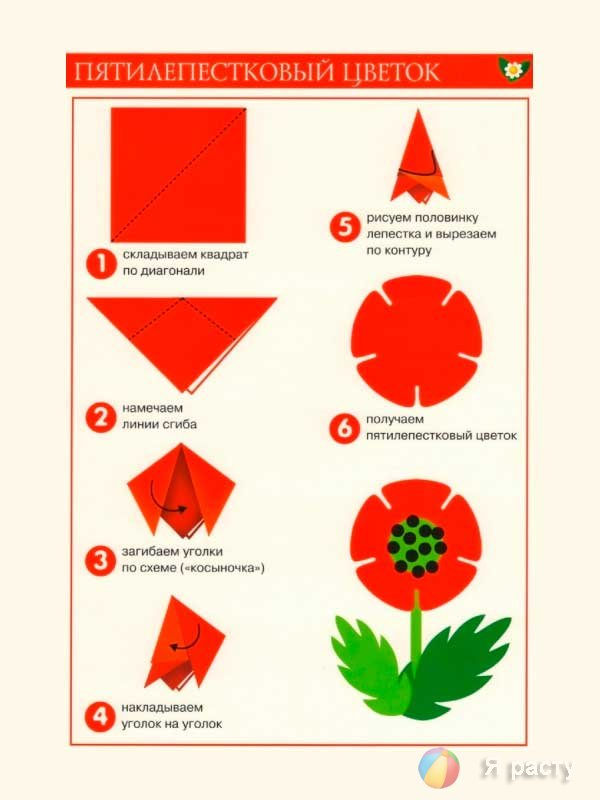 ПЯТИЛЕПЕСТКОВЫЙ ЦВЕТОК
1
складываем квадрат
по диагонали
2
намечаем
линии сгиба
3
загибаем уголки
по схеме («косыночка»)
4
накладываем
уголок на уголок
5
рисуем половинку
лепестка и вырезаем
по контуру
6
получаем
пятилепестковый цветок
Я расту